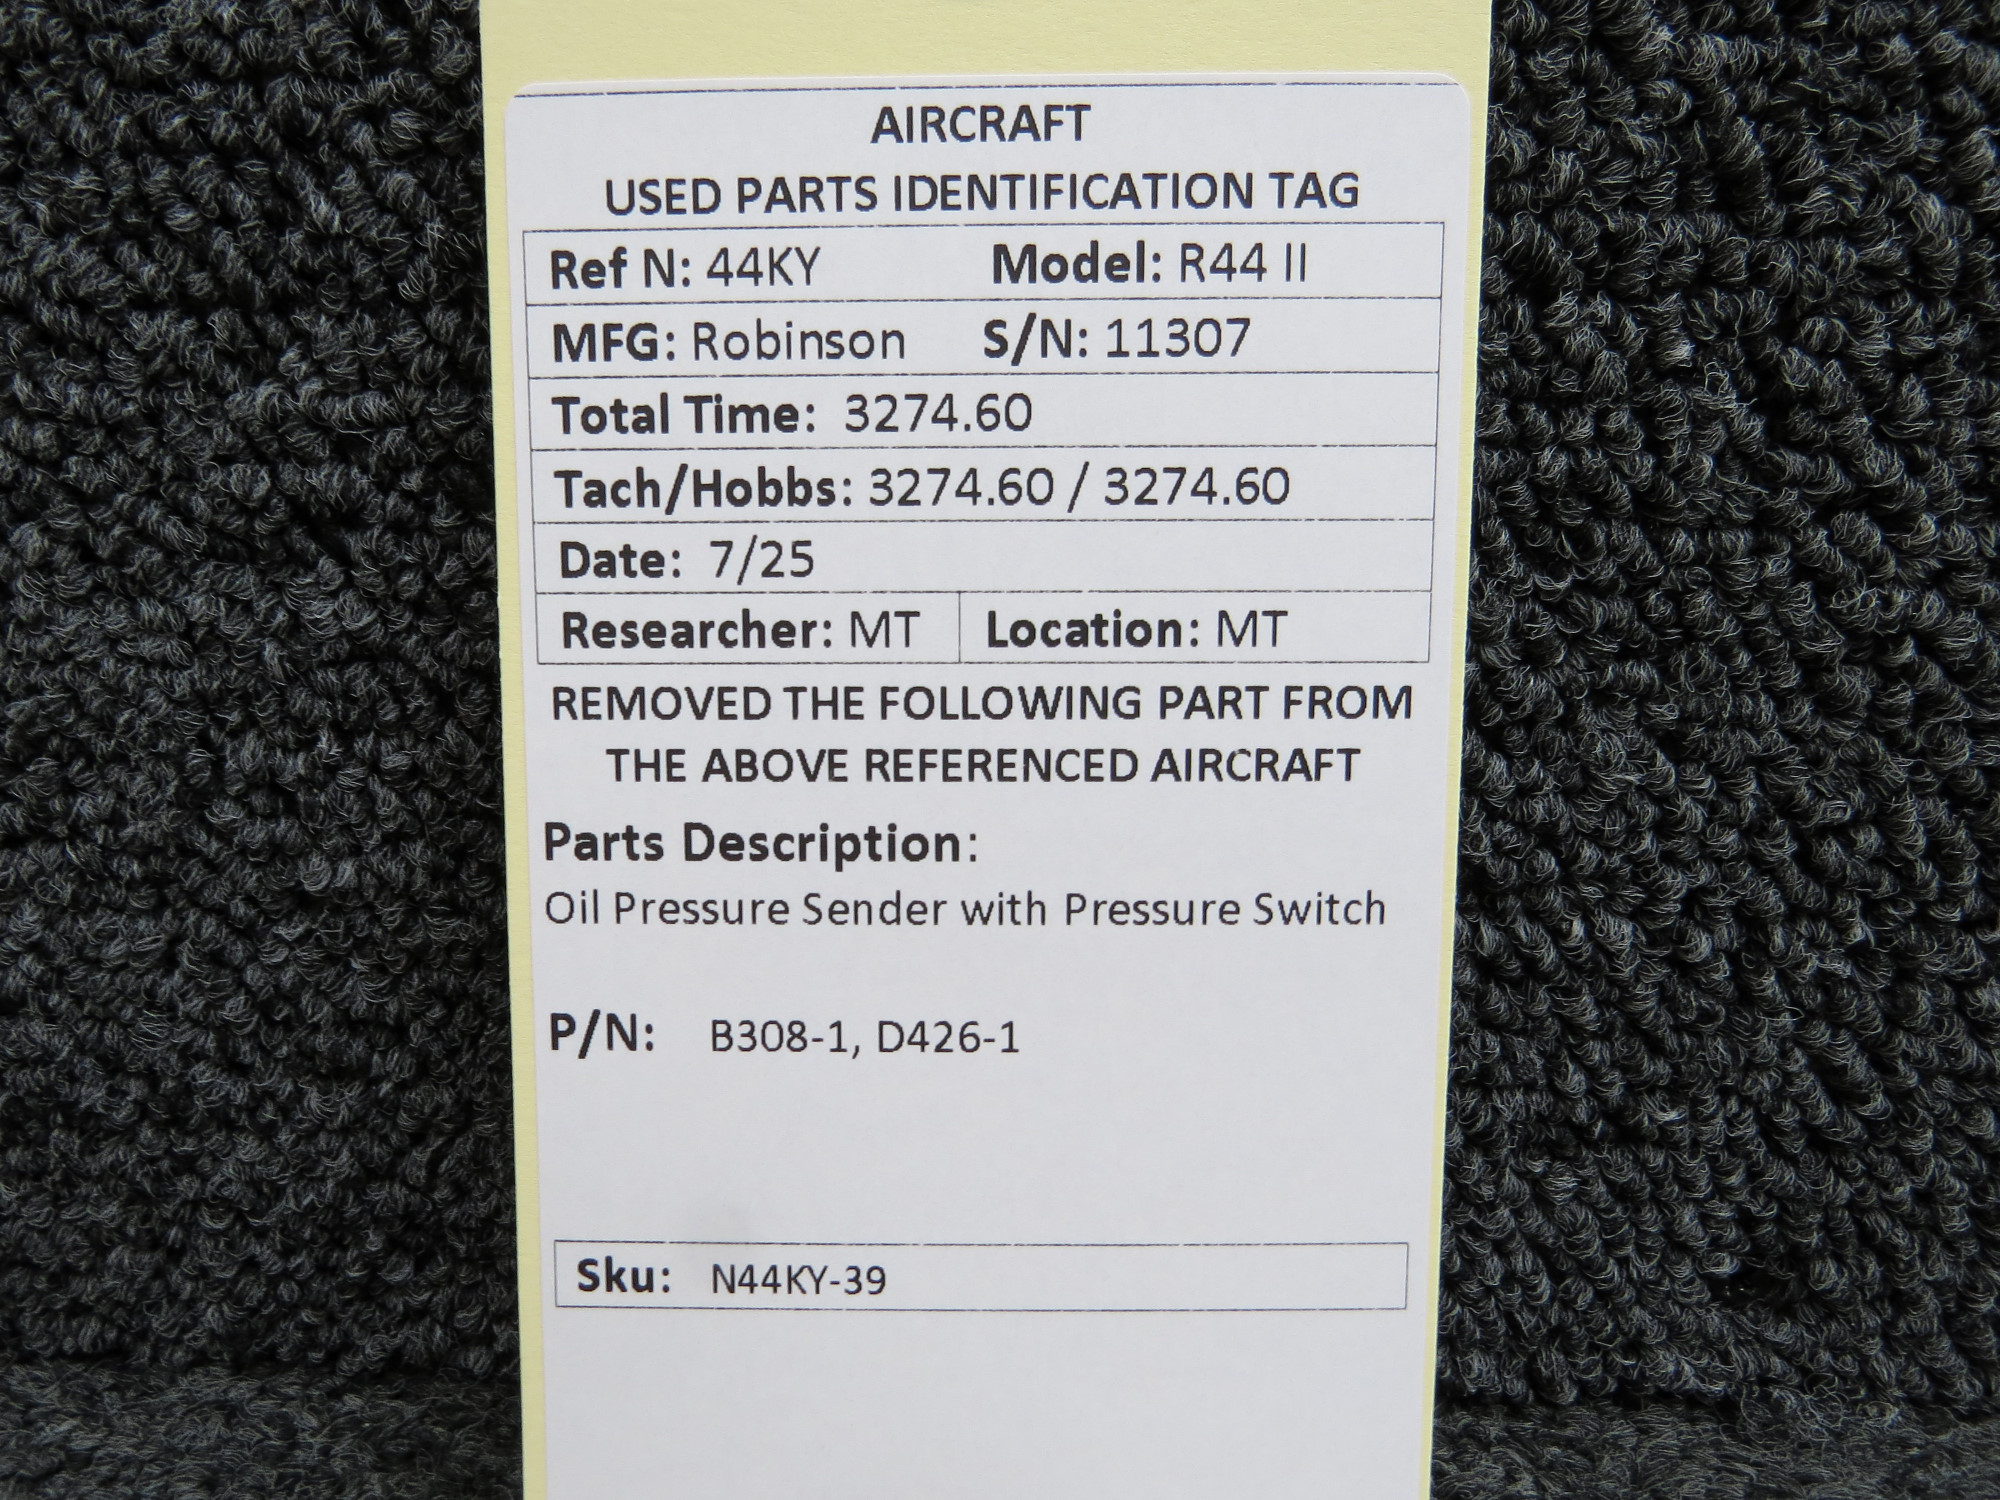 AIRCRAFT
USED PARTS IDENTIFICATION TAG
Ref N: 44KY Model: R44 II
MFG: Robinson S/N: 11307
Total Time: 3274.60
Tach/Hobbs: 3274.60 / 3274.60
Date: 7/25
Researcher: MT Location: MT
REMOVED THE FOLLOWING PART FROM
THE ABOVE REFERENCED AIRCRAFT
Parts Description:
Oil Pressure Sender with Pressure Switch
P/N: B308-1, D426-1
Sku: N44KY-39